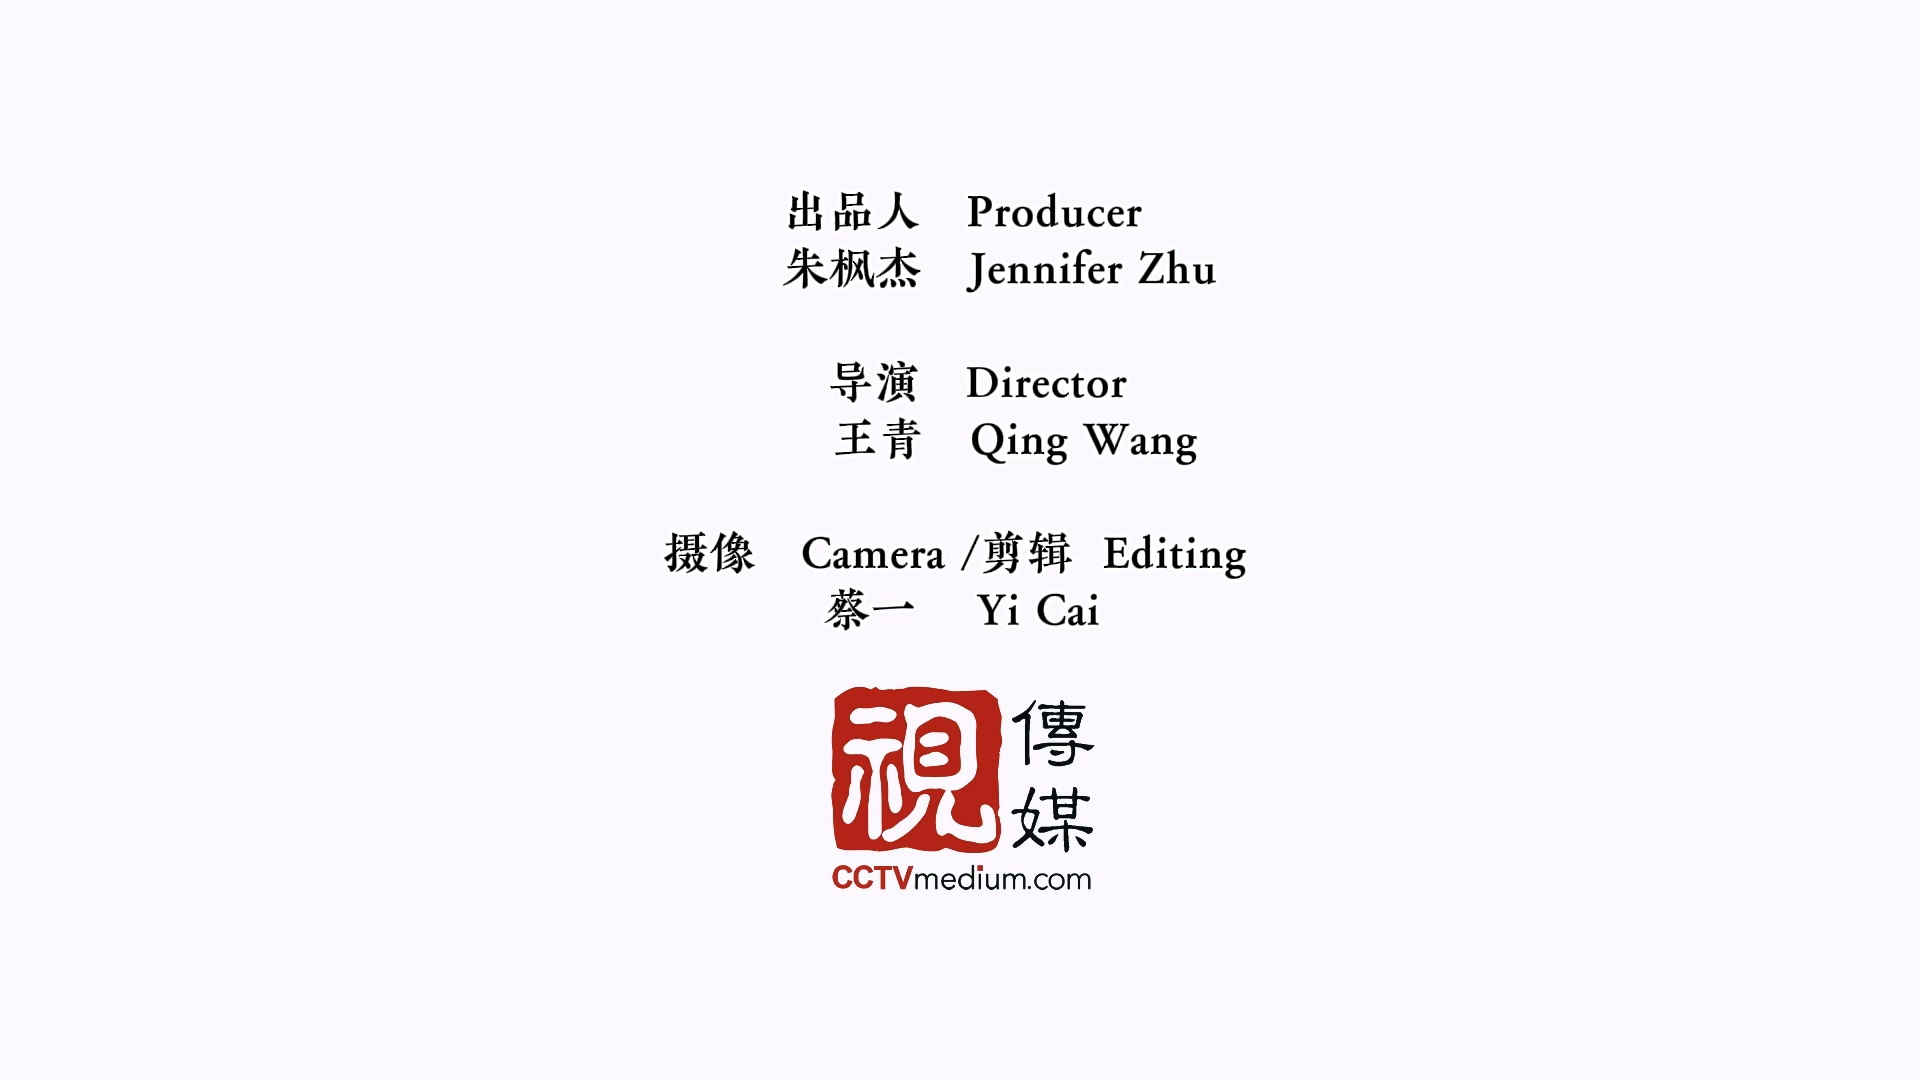 出品人 Producer
朱枫杰 Jennifer Zhu
导演 Director
王青 Qing Wang
摄像 Camera /剪辑 Editing
蔡一 Yi Cai
視
傳
媒
CCTVmedium.com